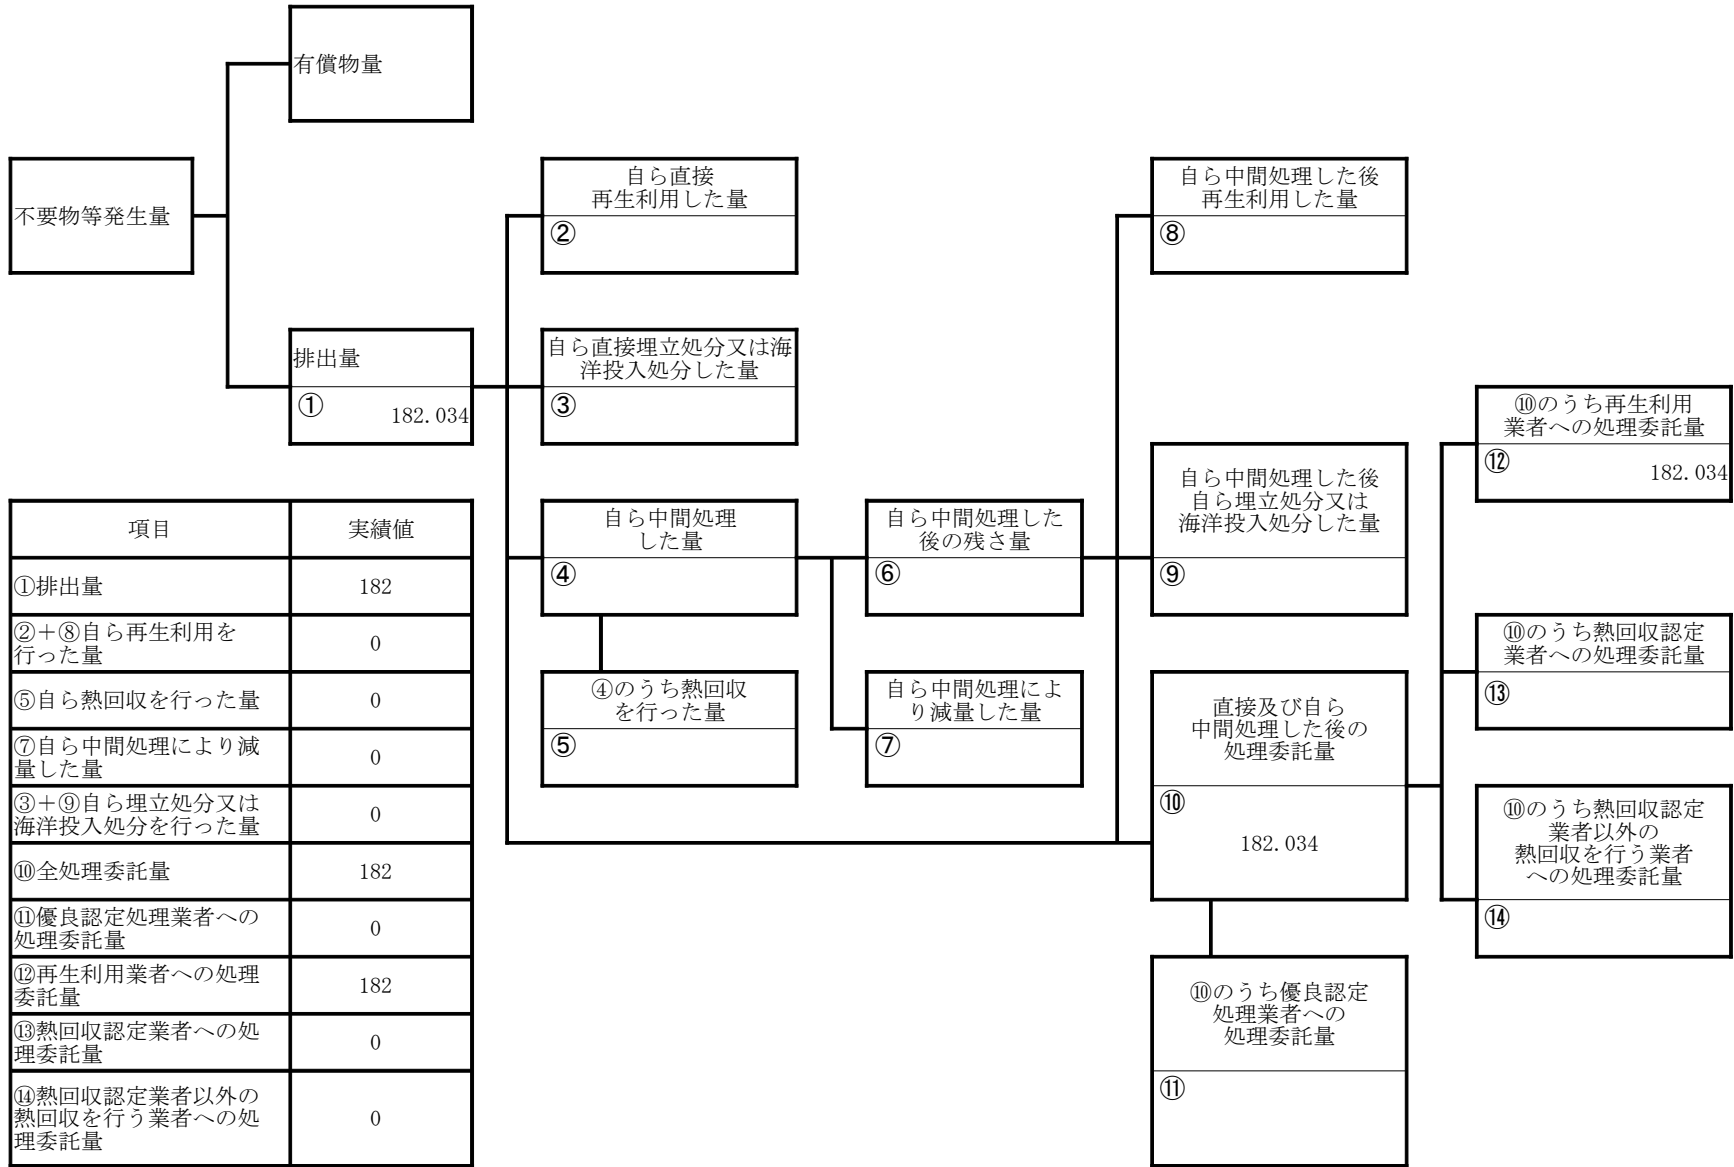 有償物量
不要物等発生量
自ら直接
再生利用した量
②
自ら中間処理した後
再生利用した量
⑧
排出量
①
182.034
自ら直接埋立処分又は海
洋投入処分した量
③
⑩のうち再生利用
業者への処理委託量
⑫
182.034
自ら中間処理
した量
④
自ら中間処理した
後の残さ量
⑥
自ら中間処理した後
自ら埋立処分又は
海洋投入処分した量
⑨
④のうち熱回収
を行った量
⑤
自ら中間処理によ
り減量した量
⑦
直接及び自ら
中間処理した後の
処理委託量
⑩
182.034
⑩のうち熱回収認定
業者への処理委託量
⑬
⑩のうち熱回収認定
業者以外の
熱回収を行う業者
への処理委託量
⑭
⑩のうち優良認定
処理業者への
処理委託量
⑪
項目 実績値
①排出量 182
②+⑧自ら再生利用を
行った量 0
⑤自ら熱回収を行った量 0
⑦自ら中間処理により減
量した量 0
③+⑨自ら埋立処分又は
海洋投入処分を行った量 0
⑩全処理委託量 182
⑪優良認定処理業者への
処理委託量 0
⑫再生利用業者への処理
委託量 182
⑬熱回収認定業者への処
理委託量 0
⑭熱回収認定業者以外の
熱回収を行う業者への処
理委託量 0